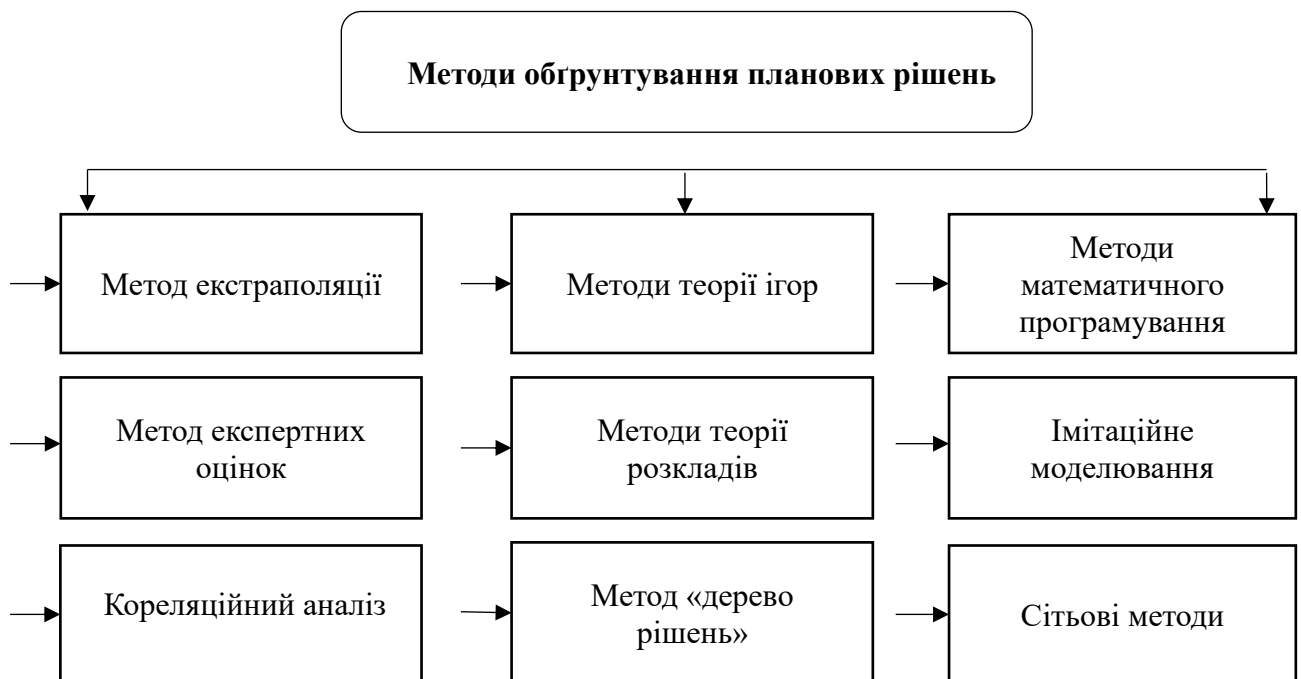 Методи обґрунтування планових рішень
Метод екстраполяції
Методи теорії ігор
Методи
математичного
програмування
Метод експертних
оцінок
Методи теорії
розкладів
Імітаційне
моделювання
Кореляційний аналіз
Метод «дерево
рішень»
Сітьові методи